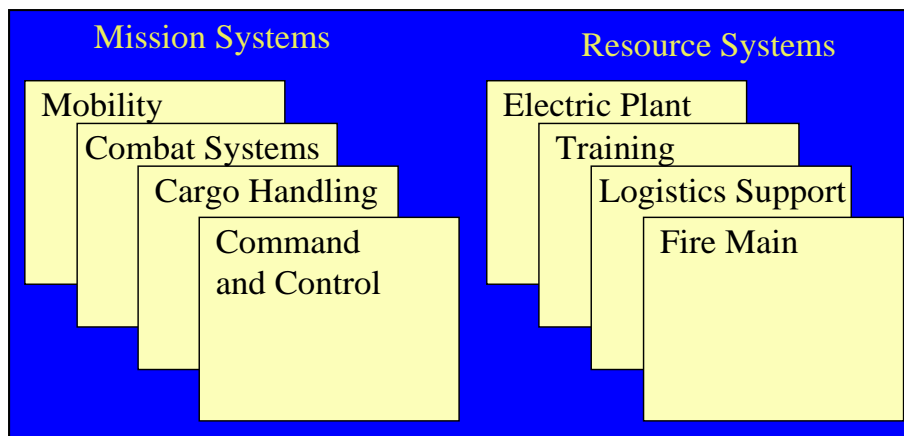 Mission Systems
Mobility
Combat Systems
Cargo Handling
Command
and Control
Resource Systems
Electric Plant
Training
Logistics Support
Fire Main